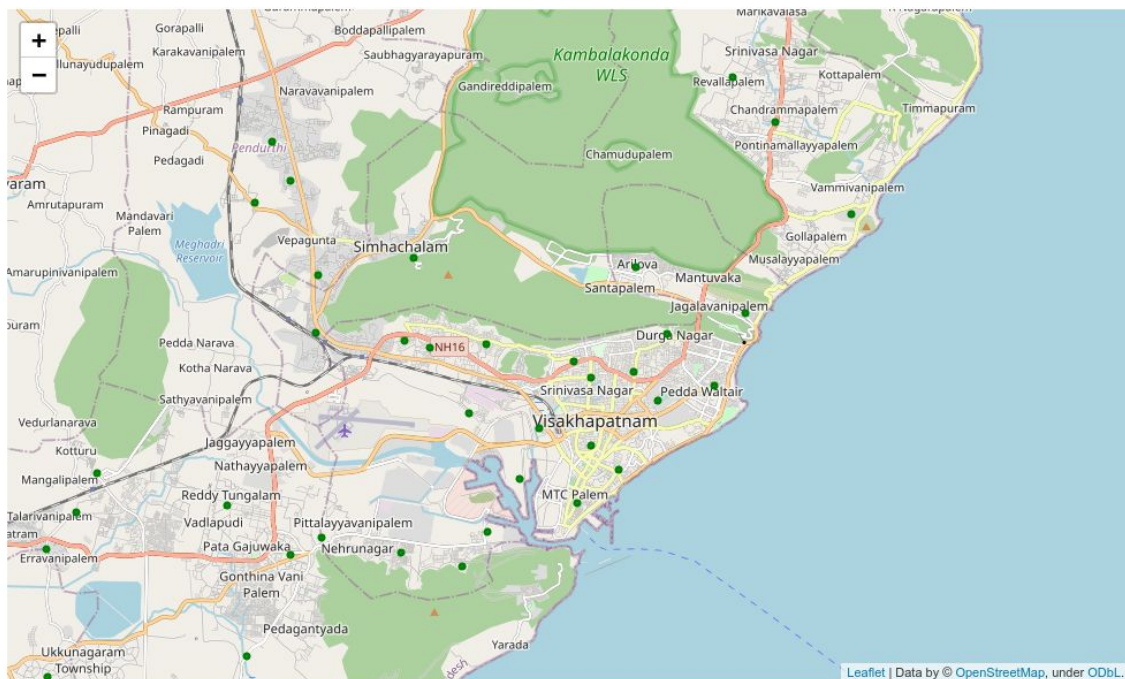 Marikavalasa
Gorapalli
Boddapallipalem
Karakavanipalem
Saubhagyarayapuram
Kambalakonda
WLS
Srinivasa Nagar
+
−
Gandireddipalem
Revallapalem
Kottapalem
Naravavanipalem
Rampuram
Chandrammapalem
Timmapuram
Pinagadi
Pendurthi
Pontinamallayyapalem
Pedagadi
Chamudupalem
varam
Amrutapuram
Vammivanipalem
Mandavari
Palem
Vepagunta
Simhachalam
Gollapalem
Meghadri
Reservoir
Musalayyapalem
Amarupinivanipalem
Arilova
Mantuvaka
Santapalem
Jagalavanipalem
puram
Pedda Narava
Durga Nagar
NH16
Kotha Narava
Srinivasa Nagar
Pedda Waltair
Sathyavanipalem
Vedurlanarava
Visakhapatnam
Jaggayyapalem
Kotturu
Nathayyapalem
Mangalipalem
Reddy Tungalam
MTC Palem
Talarivanipalem
Vadlapudi
Pittalayyavanipalem
atram
Pata Gajuwaka
Nehrunagar
Erravanipalem
Gonthina Vani
Palem
Pedagantyada
Yarada
Ukkunagaram
Township
desh
Leaflet | Data by © OpenStreetMap, under ODbL.